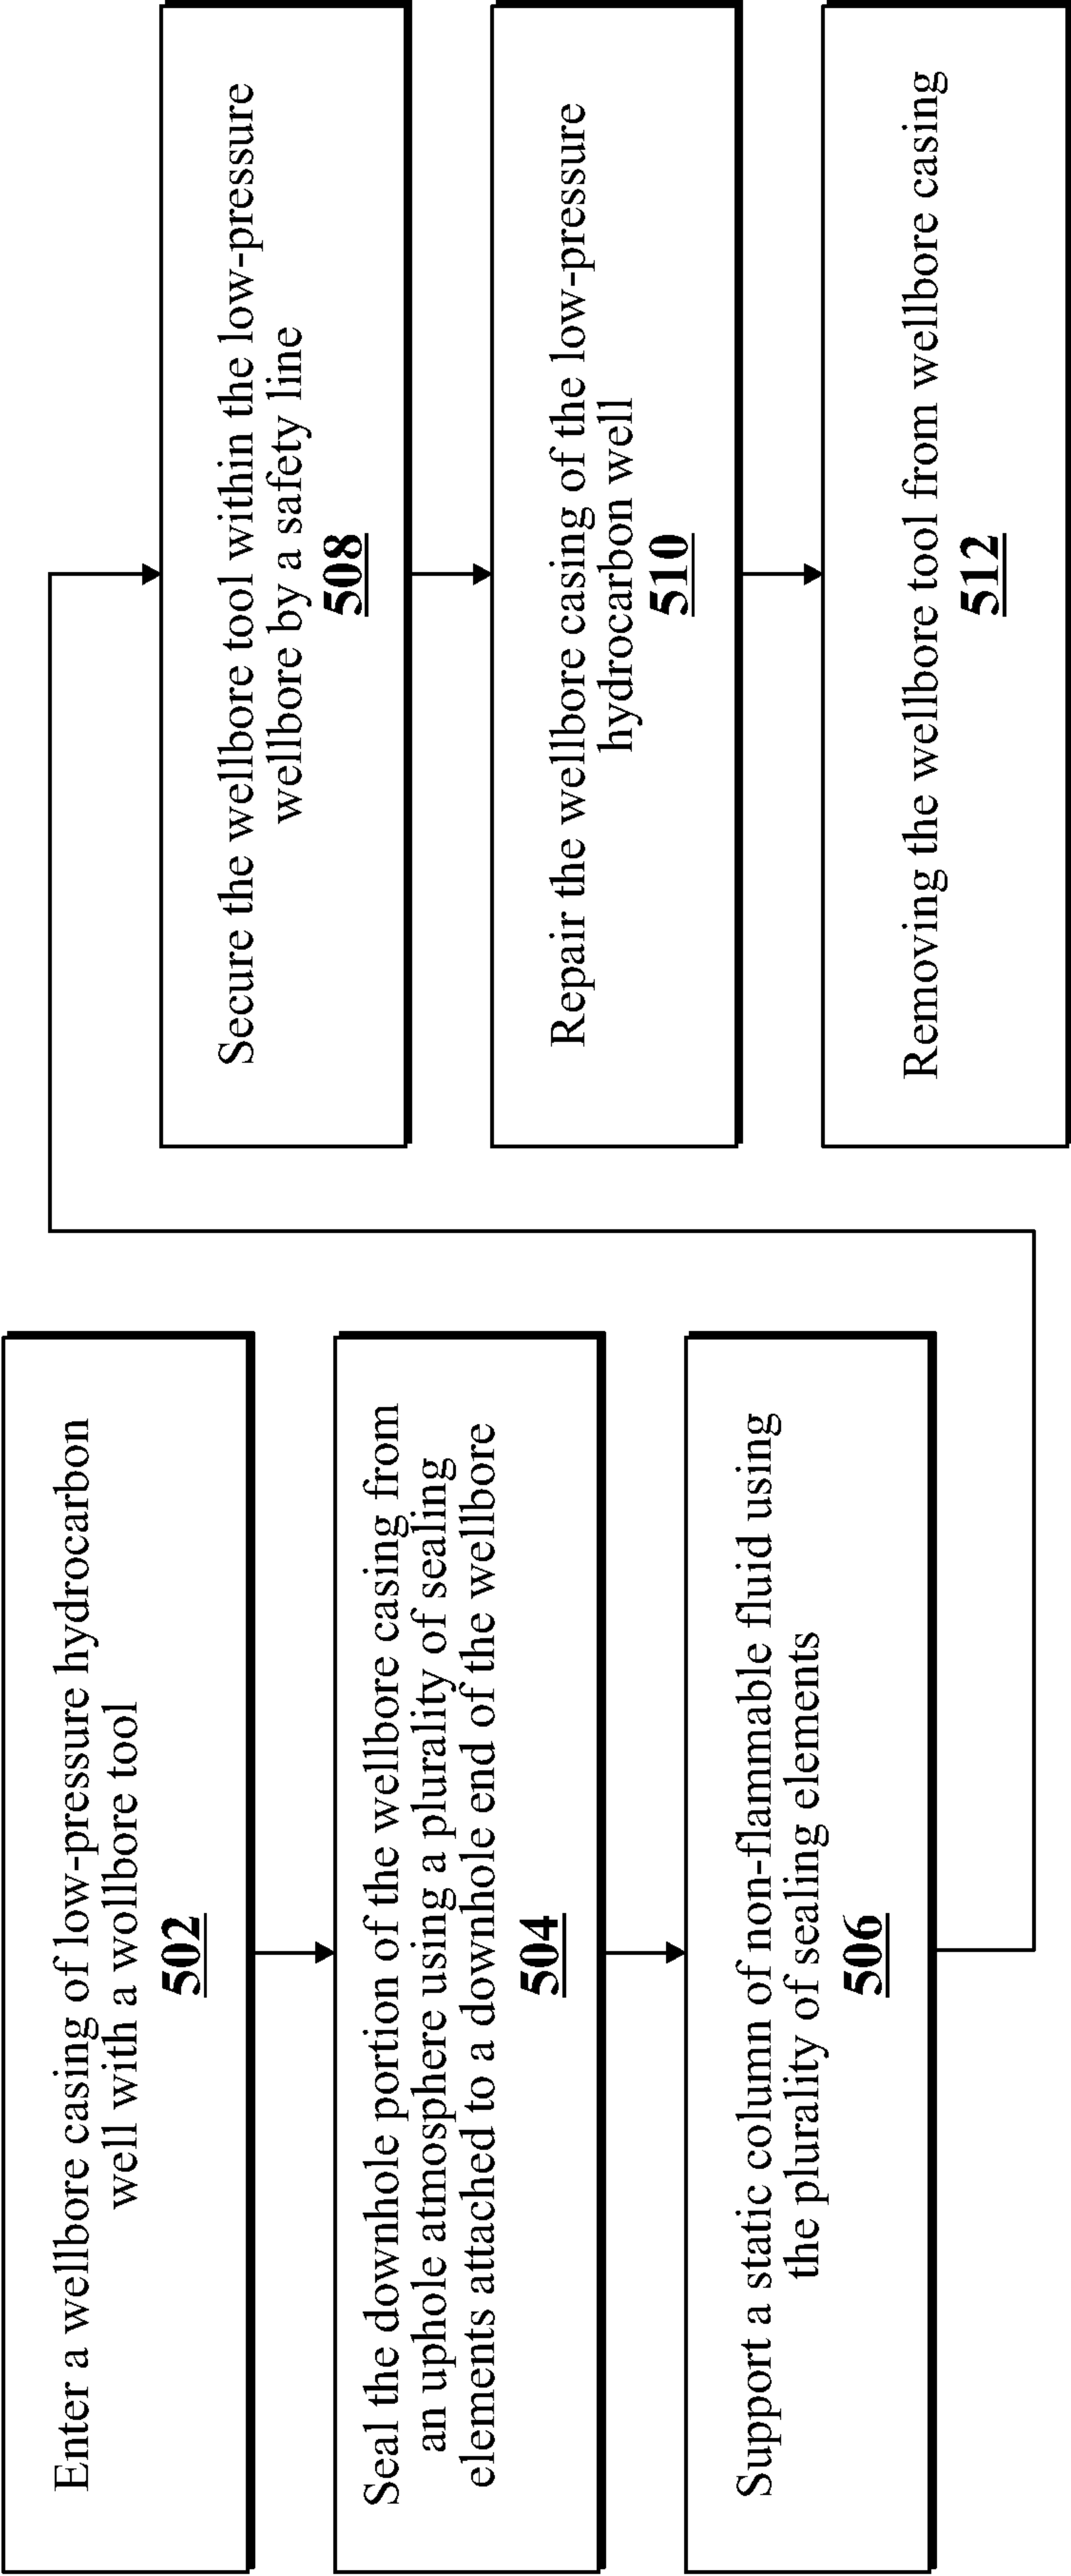 Enter a wellbore casing of low-pressure hydrocarbon
well with a wollbore tool
502
Seal the downhole portion of the wellbore casing from
an uphole atmosphere using a plurality of sealing
elements attached to a downhole end of the wellbore
504
Support a static column of non-flammable fluid using
the plurality of sealing elements
506
Secure the wellbore tool within the low-pressure
wellbore by a safety line
508
Repair the wellbore casing of the low-pressure
hydrocarbon well
510
Removing the wellbore tool from wellbore casing
512